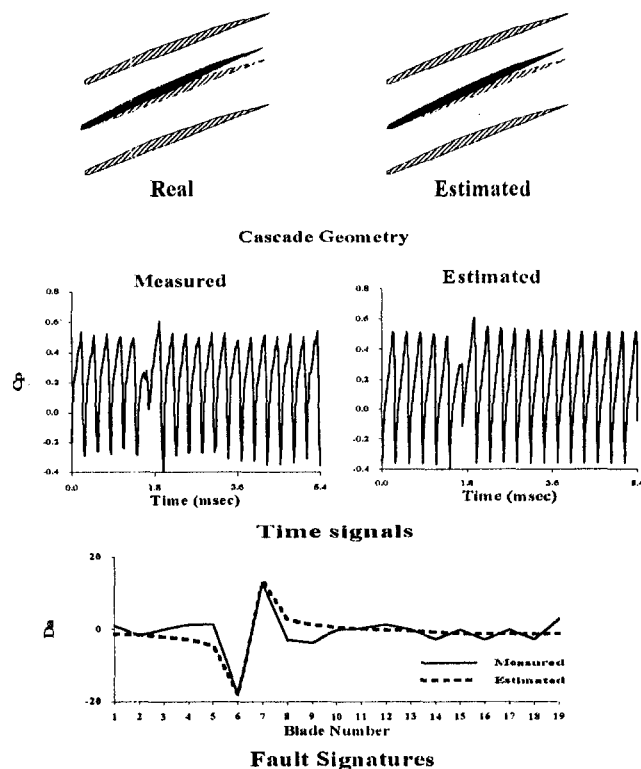 Real
Estimated
Cascade Geometry
Measured
Estimated
0.8
0.6
0.4
0.2
0.0
-0.2
-0.4
Cp
0.0
1.8
3.6
5.4
Time (msec)
0.8
0.6
0.4
0.2
0.0
-0.2
-0.4
0.0
1.8
3.6
5.4
Time (msec)
Time signals
20
0
-20
Da
Measured
Estimated
1 2 3 4 5 6 7 8 9 10 11 12 13 14 15 16 17 18 19
Blade Number
Fault Signatures